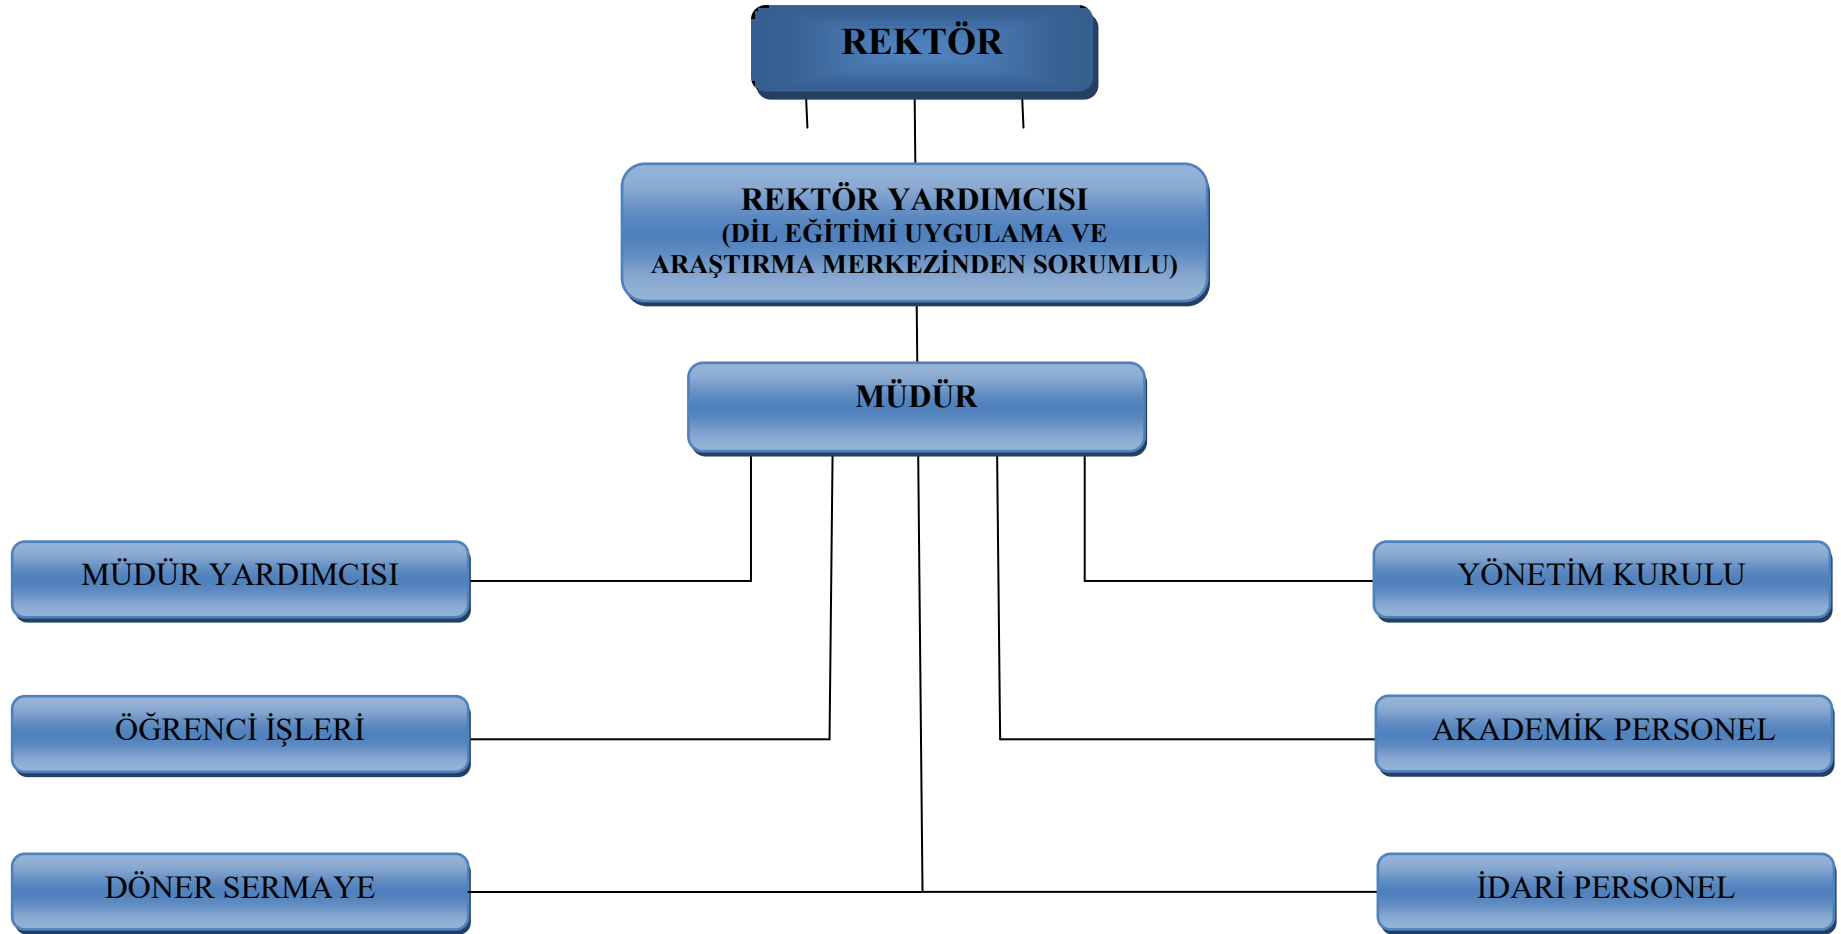 REKTÖR
REKTÖR YARDIMCISI
(DİL EĞİTİMİ UYGULAMA VE
ARAŞTIRMA MERKEZİNDEN SORUMLU)
MÜDÜR
MÜDÜR YARDIMCISI
YÖNETİM KURULU
ÖĞRENCİ İŞLERİ
AKADEMİK PERSONEL
DÖNER SERMAYE
İDARİ PERSONEL